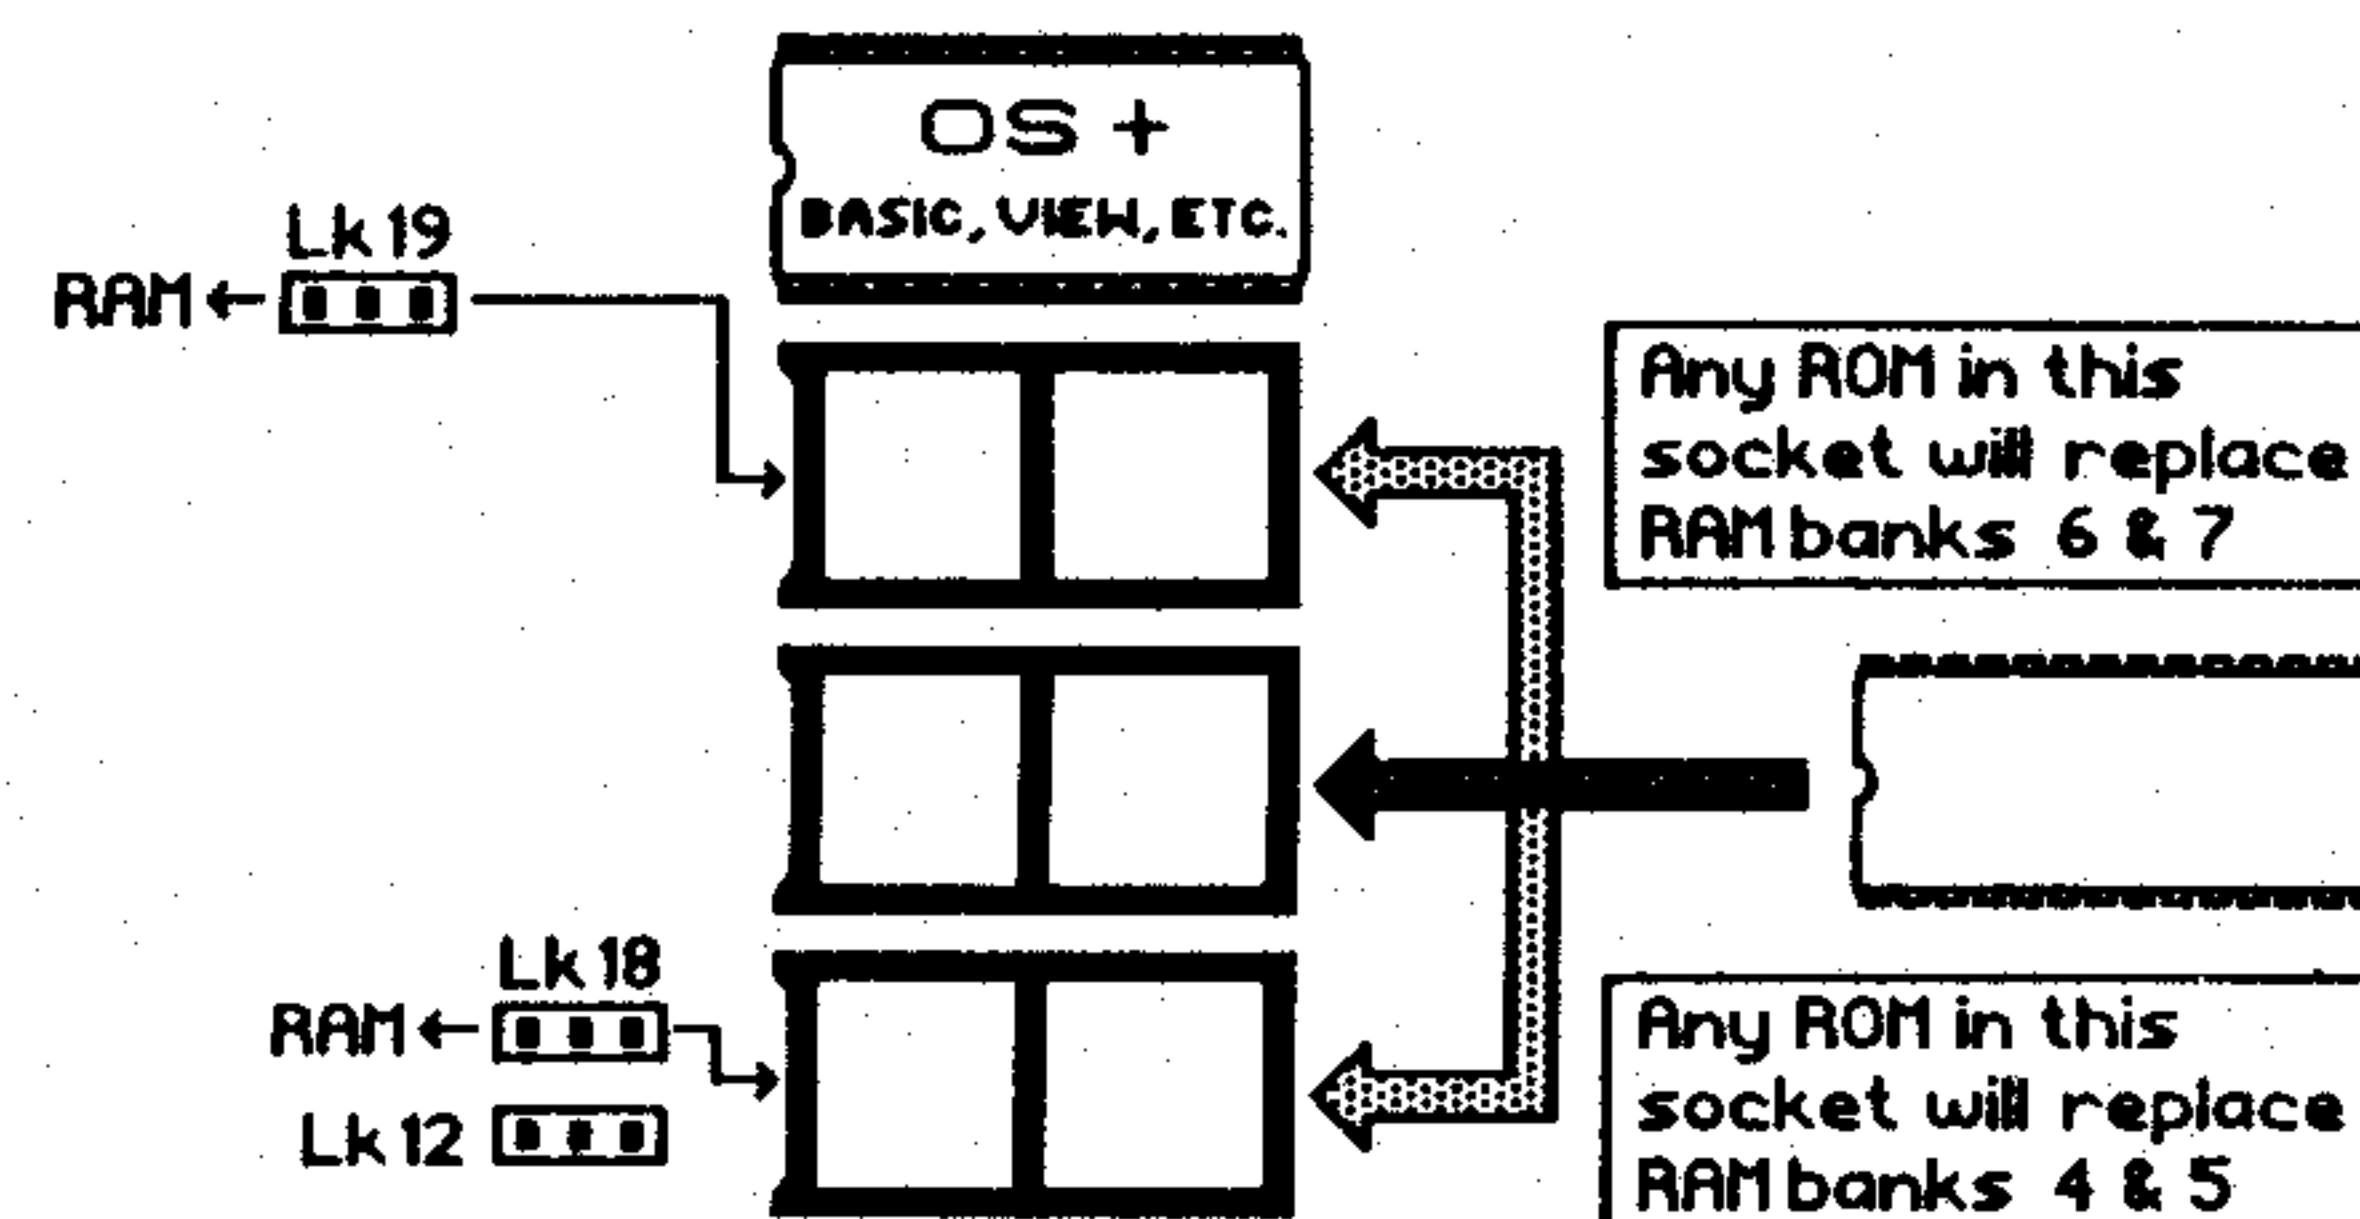 OS +
BASIC, VIEW, ETC.
Lk 19
RAM
Any ROM in this
socket will replace
RAM banks 6 & 7
Lk 18
RAM
Lk 12
Any ROM in this
socket will replace
RAM banks 4 & 5